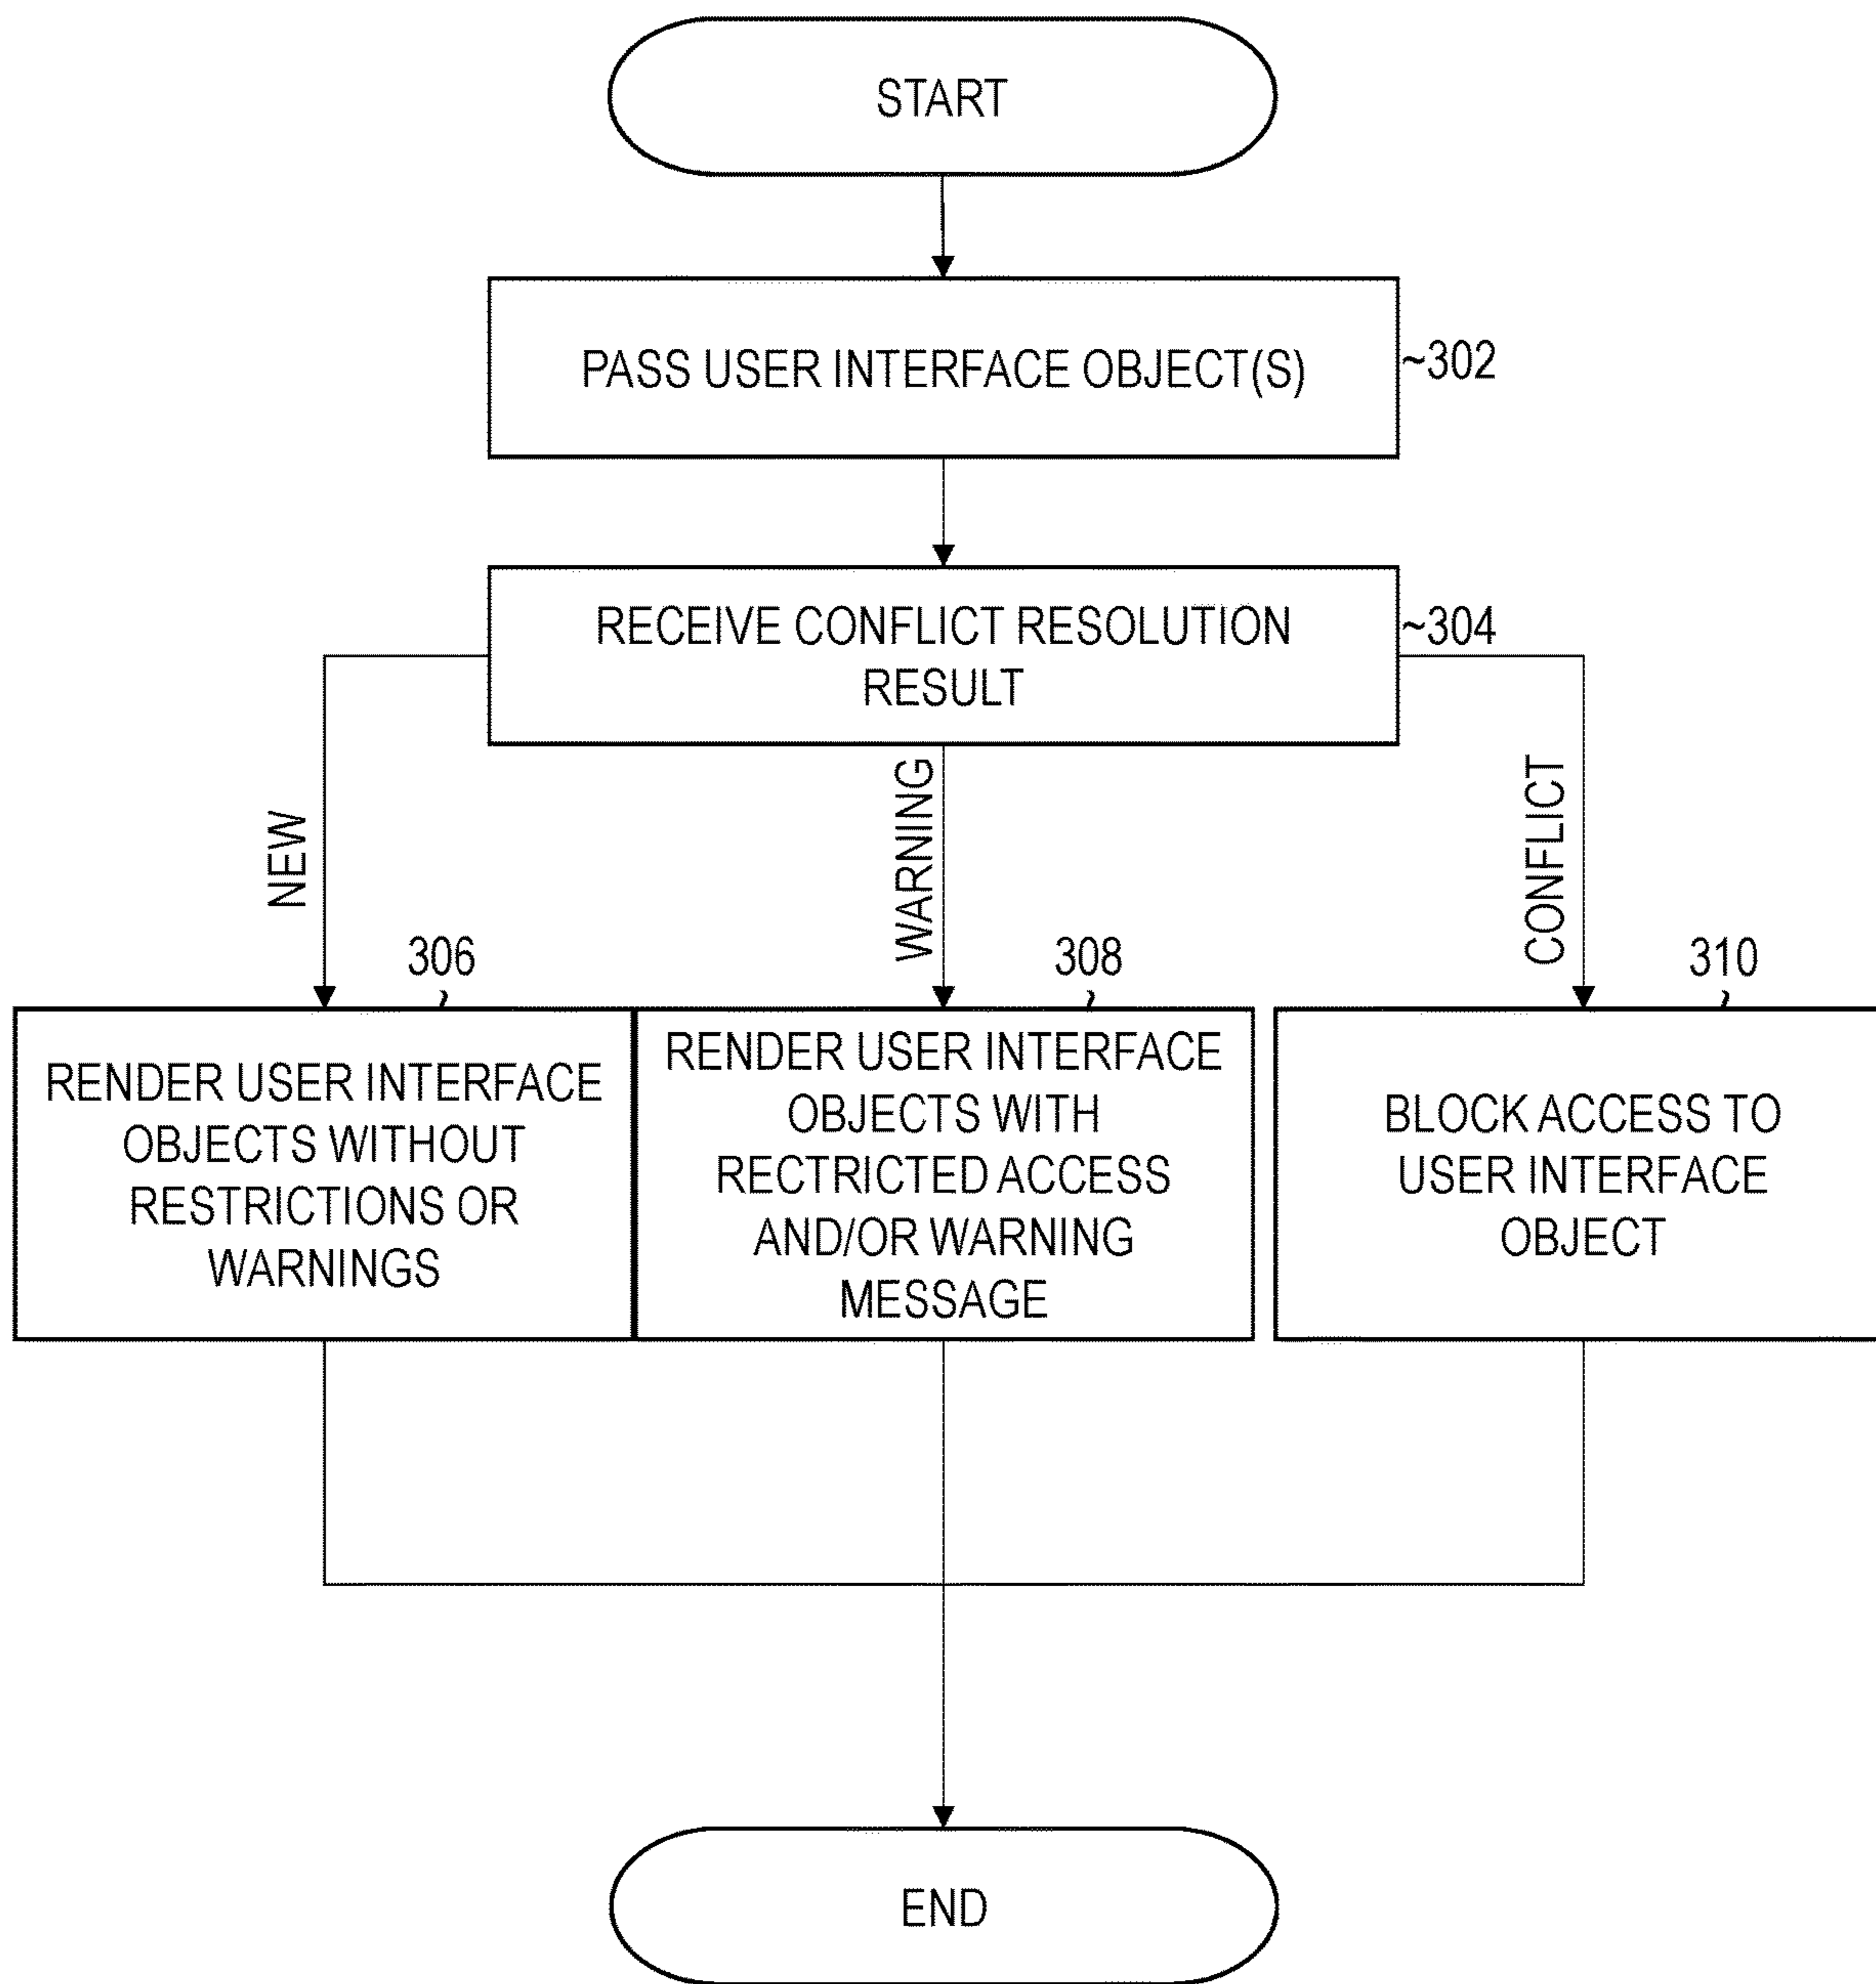 START
PASS USER INTERFACE OBJECT(S)
~302
RECEIVE CONFLICT RESOLUTION
RESULT
~304
NEW
WARNING
CONFLICT
306
RENDER USER INTERFACE
OBJECTS WITHOUT
RESTRICTIONS OR
WARNINGS
308
RENDER USER INTERFACE
OBJECTS WITH
RECTRICTED ACCESS
AND/OR WARNING
MESSAGE
310
BLOCK ACCESS TO
USER INTERFACE
OBJECT
END